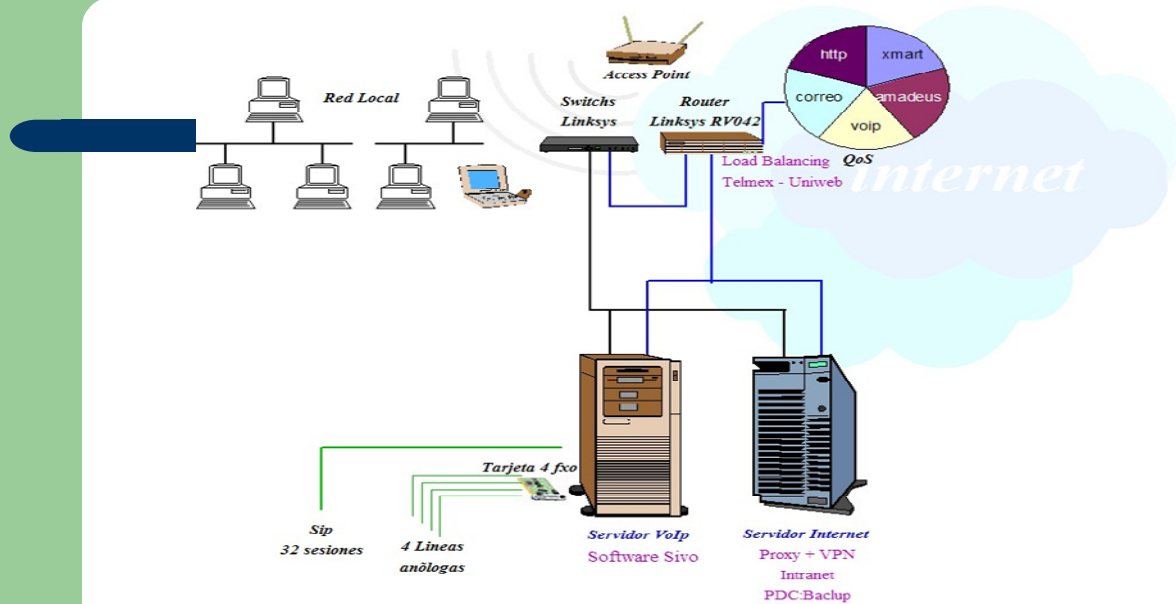 Access Point
Red Local
Switchs
Linksys
Router
Linksys RV042
http
xmart
correo
amadeus
voip
QoS
Load Balancing
Telmex - Uniweb
internet
Tarjeta 4 fxo
Sip
32 sesiones
4 Lineas
anòlogas
Servidor VoIp
Software Sivo
Servidor Internet
Proxy + VPN
Intranet
PDC:Baclup